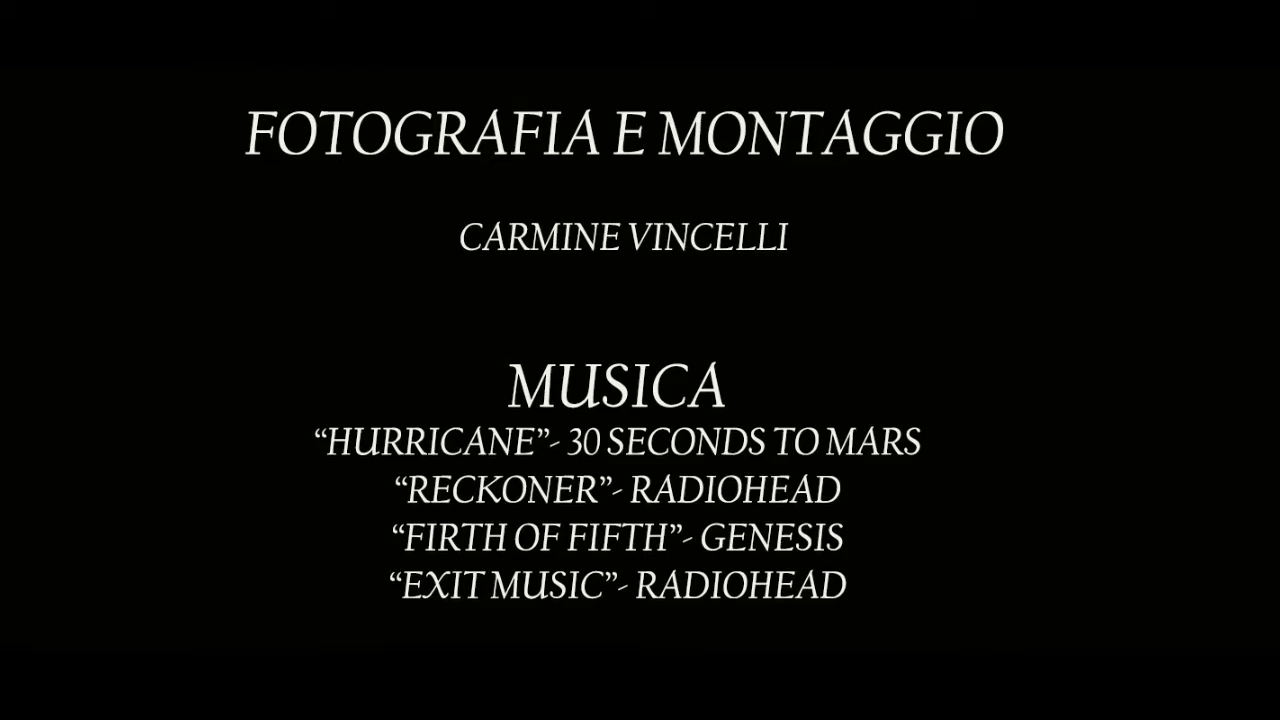 FOTOGRAFIA E MONTAGGIO
CARMINE VINCELLI
MUSICA
“HURRICANE”- 30 SECONDS TO MARS
“RECKONER”- RADIOHEAD
“FIRTH OF FIFTH”- GENESIS
“EXIT MUSIC”- RADIOHEAD